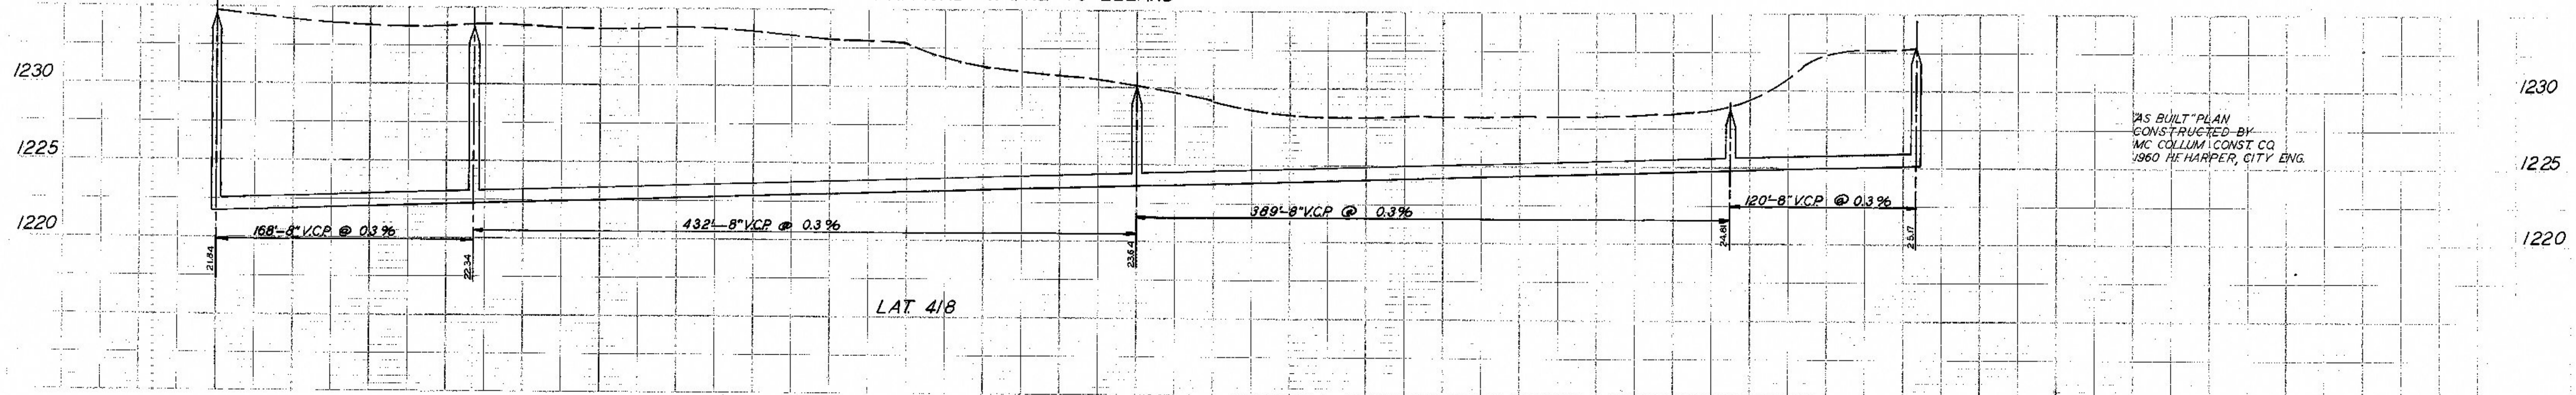 1230
1225
1220
1230
1225
1220
"AS BUILT" PLAN
CONSTRUCTED BY
MC COLLUM CONST. CO.
1960 HF HARPER, CITY ENG.
168'-8" V.C.P. @ 0.3%
432'-8" V.C.P. @ 0.3%
389'-8" V.C.P. @ 0.3%
120'-8" V.C.P. @ 0.3%
21.84
22.34
23.64
24.81
25.17
LAT. 418